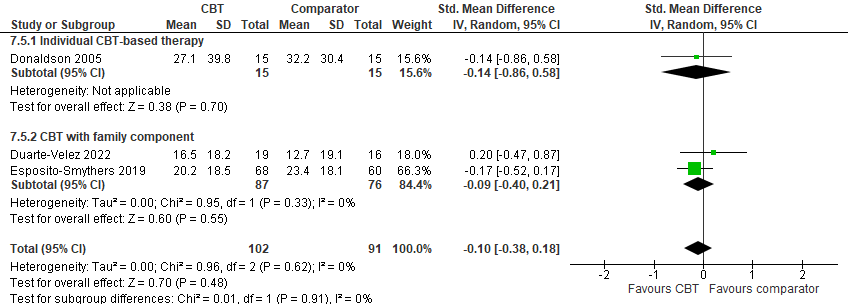 CBT Comparator Std. Mean Difference Std. Mean Difference
Study or Subgroup Mean SD Total Mean SD Total Weight IV, Random, 95% CI IV, Random, 95% CI
7.5.1 Individual CBT-based therapy
Donaldson 2005 27.1 39.8 15 32.2 30.4 15 15.6% -0.14 [-0.86, 0.58]
Subtotal (95% CI) 15 15 15.6% -0.14 [-0.86, 0.58]
Heterogeneity: Not applicable
Test for overall effect: Z = 0.38 (P = 0.70)
7.5.2 CBT with family component
Duarte-Velez 2022 16.5 18.2 19 12.7 19.1 16 18.0% 0.20 [-0.47, 0.87]
Esposito-Smythers 2019 20.2 18.5 68 23.4 18.1 60 66.3% -0.17 [-0.52, 0.17]
Subtotal (95% CI) 87 76 84.4% -0.09 [-0.40, 0.21]
Heterogeneity: Tau² = 0.00; Chi² = 0.95, df = 1 (P = 0.33); I² = 0%
Test for overall effect: Z = 0.60 (P = 0.55)
Total (95% CI) 102 91 100.0% -0.10 [-0.38, 0.18]
Heterogeneity: Tau² = 0.00; Chi² = 0.96, df = 2 (P = 0.62); I² = 0%
Test for overall effect: Z = 0.70 (P = 0.48)
Test for subgroup differences: Chi² = 0.01, df = 1 (P = 0.91), I² = 0%
-2 -1 0 1 2
Favours CBT Favours comparator